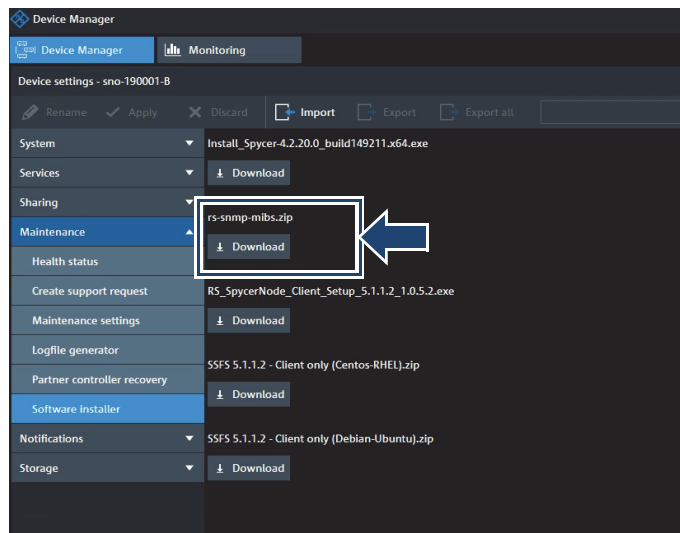 Device Manager
Device Manager
Monitoring
Device settings - sno-190001-B
Rename
Apply
Discard
Import
Export
Export all
System
Services
Sharing
Maintenance
Health status
Create support request
Maintenance settings
Logfile generator
Partner controller recovery
Software installer
Notifications
Storage
Install_Spycer-4.2.20.0_build149211.x64.exe
Download
rs-snmp-mibs.zip
Download
RS_SpycerNode_Client_Setup_5.1.1.2_1.0.5.2.exe
Download
SSFS 5.1.1.2 - Client only (Centos-RHEL).zip
Download
SSFS 5.1.1.2 - Client only (Debian-Ubuntu).zip
Download